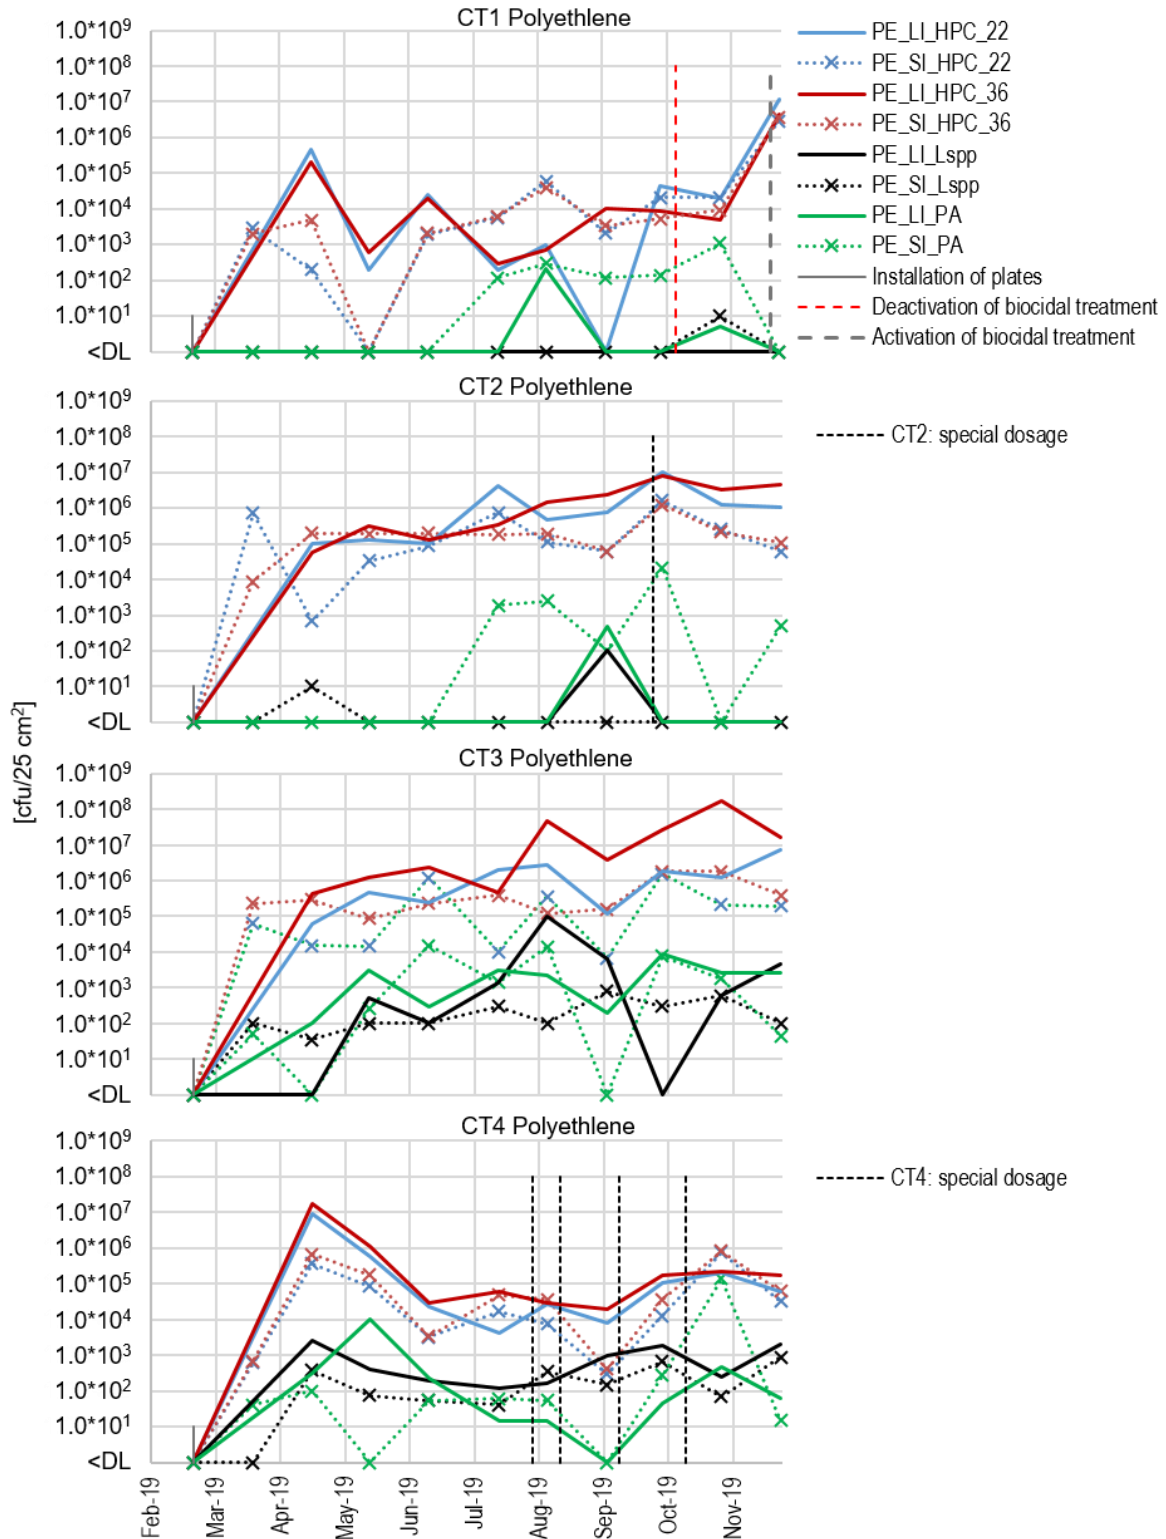 CT1 Polyethlene
1.0*10⁹
1.0*10⁸
1.0*10⁷
1.0*10⁶
1.0*10⁵
1.0*10⁴
1.0*10³
1.0*10²
1.0*10¹
<DL
PE_LI_HPC_22
PE_SI_HPC_22
PE_LI_HPC_36
PE_SI_HPC_36
PE_LI_Lspp
PE_SI_Lspp
PE_LI_PA
PE_SI_PA
Installation of plates
Deactivation of biocidal treatment
Activation of biocidal treatment
CT2 Polyethlene
1.0*10⁹
1.0*10⁸
1.0*10⁷
1.0*10⁶
1.0*10⁵
1.0*10⁴
1.0*10³
1.0*10²
1.0*10¹
<DL
CT2: special dosage
[cfu/25 cm²]
CT3 Polyethlene
1.0*10⁹
1.0*10⁸
1.0*10⁷
1.0*10⁶
1.0*10⁵
1.0*10⁴
1.0*10³
1.0*10²
1.0*10¹
<DL
CT4 Polyethlene
1.0*10⁹
1.0*10⁸
1.0*10⁷
1.0*10⁶
1.0*10⁵
1.0*10⁴
1.0*10³
1.0*10²
1.0*10¹
<DL
CT4: special dosage
Feb-19
Mar-19
Apr-19
May-19
Jun-19
Jul-19
Aug-19
Sep-19
Oct-19
Nov-19